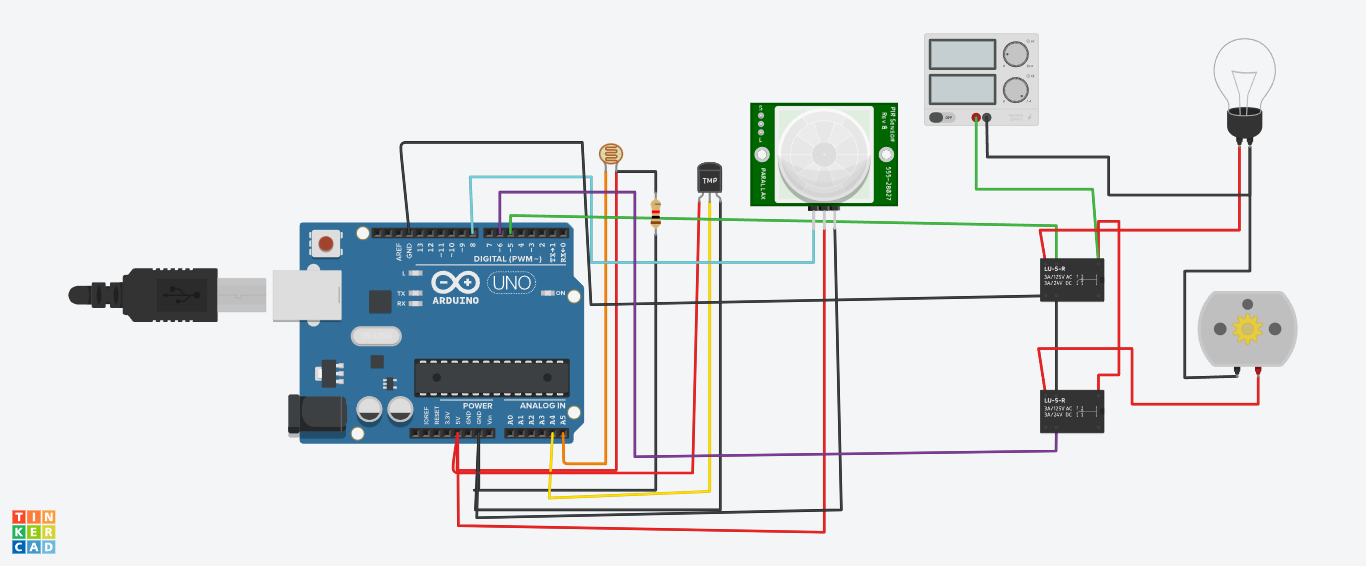 TMP
PIR Sensor
Rev B
PARALLAX
555-28027
OFF
AREF
GND
13
12
~11
~10
~9
8
7
~6
~5
4
~3
2
TX→1
RX←0
DIGITAL (PWM~)
L
TX
RX
ARDUINO
UNO
ON
POWER
ANALOG IN
IOREF
RESET
3.3V
5V
GND
GND
Vin
A0
A1
A2
A3
A4
A5
LU-5-R
3A/125V AC
3A/24V DC
LU-5-R
3A/125V AC
3A/24V DC
TIN
KER
CAD